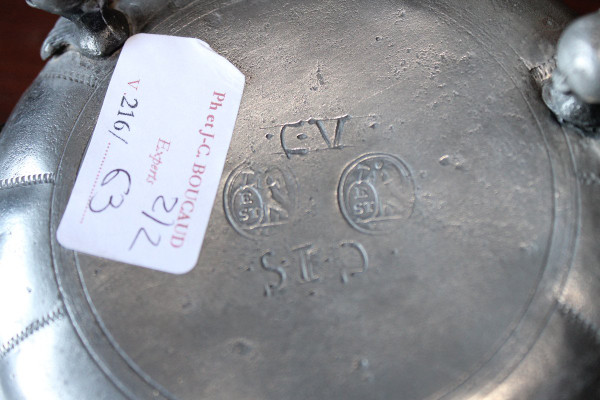 Ph et J-C. BOUCAUD
Experts
2/2
V.216/ 63
S·I·C